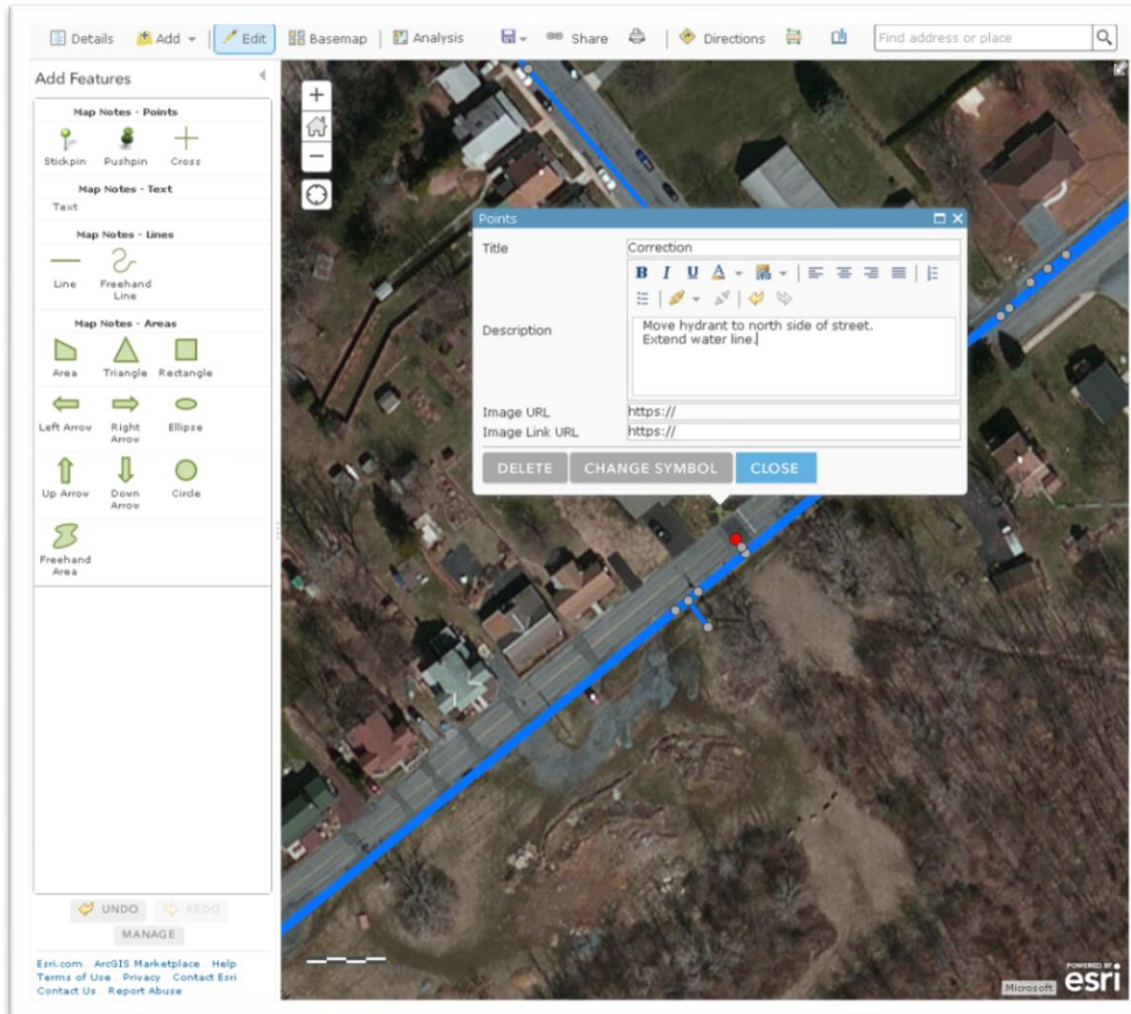 Details Add Edit Basemap Analysis Share Directions Find address or place
Add Features
Map Notes - Points
Stickpin Pushpin Cross
Map Notes - Text
Text
Map Notes - Lines
Line Freehand Line
Map Notes - Areas
Area Triangle Rectangle
Left Arrow Right Arrow Ellipse
Up Arrow Down Arrow Circle
Freehand Area
UNDO REDO
MANAGE
Esri.com ArcGIS Marketplace Help
Terms of Use Privacy Contact Esri
Contact Us Report Abuse
Points
Title Correction
B I U A
Description
Move hydrant to north side of street.
Extend water line.
Image URL https://
Image Link URL https://
DELETE CHANGE SYMBOL CLOSE
Microsoft
POWERED BY
esri